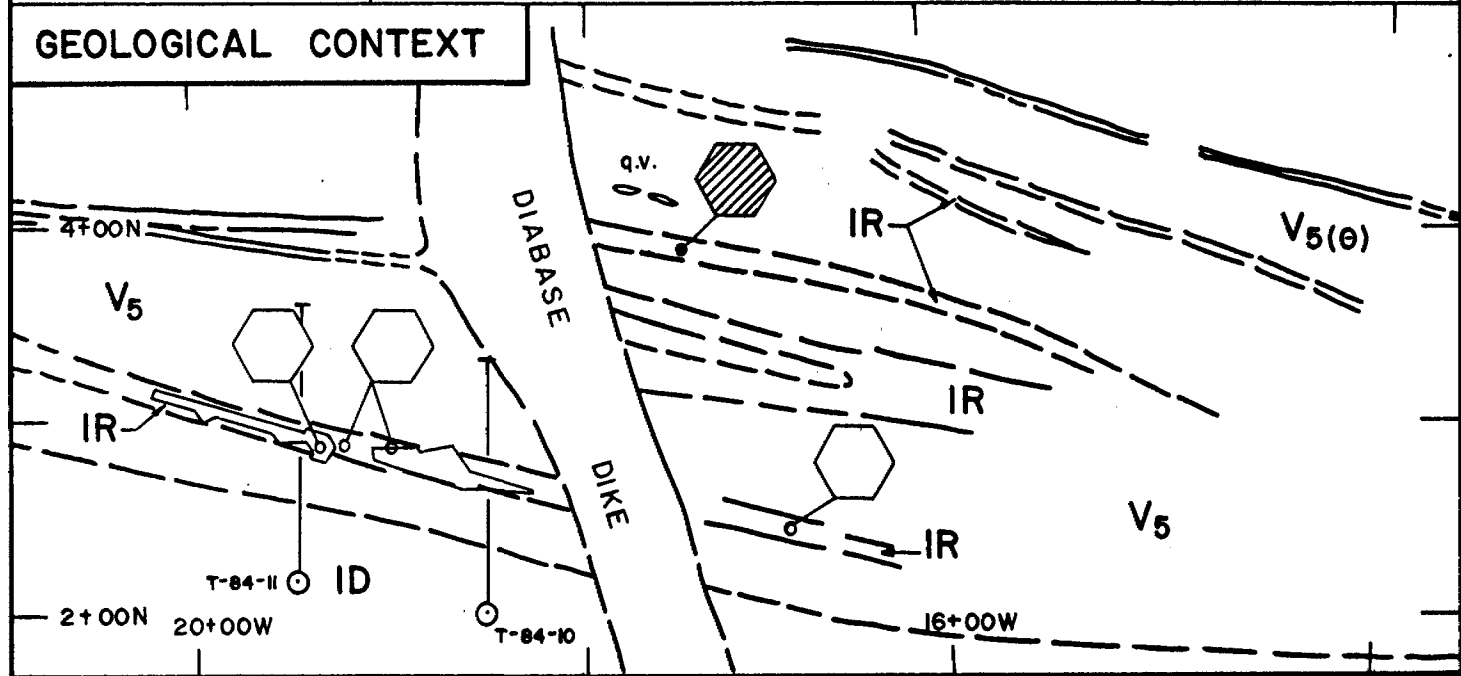 GEOLOGICAL CONTEXT
q.v.
DIABASE
IR
V5(θ)
4+00N
V5
IR
IR
DIKE
V5
IR
T-84-11
ID
2+00N
20+00W
T-84-10
16+00W